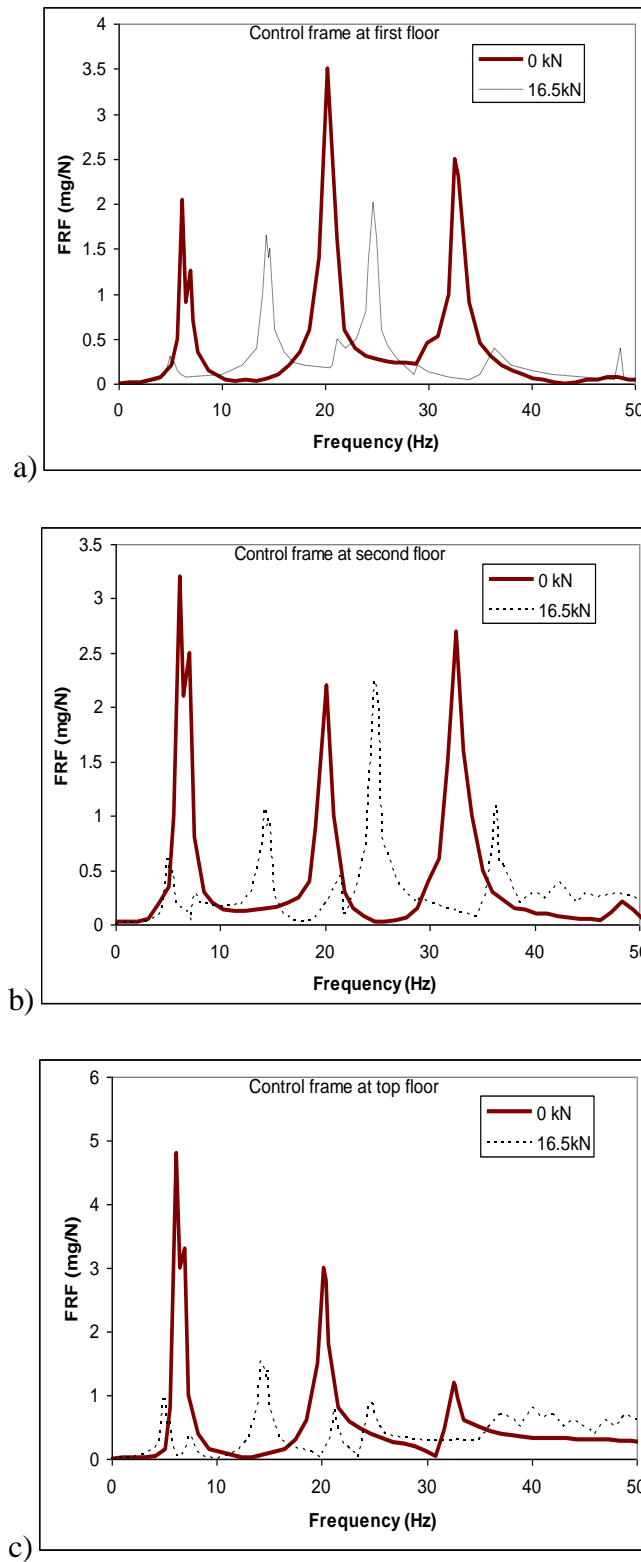 Control frame at first floor
0 kN
16.5kN
FRF (mg/N)
4
3.5
3
2.5
2
1.5
1
0.5
0
0 10 20 30 40 50
Frequency (Hz)
a)
Control frame at second floor
0 kN
16.5kN
FRF (mg/N)
3.5
3
2.5
2
1.5
1
0.5
0
0 10 20 30 40 50
Frequency (Hz)
b)
Control frame at top floor
0 kN
16.5kN
FRF (mg/N)
6
5
4
3
2
1
0
0 10 20 30 40 50
Frequency (Hz)
c)